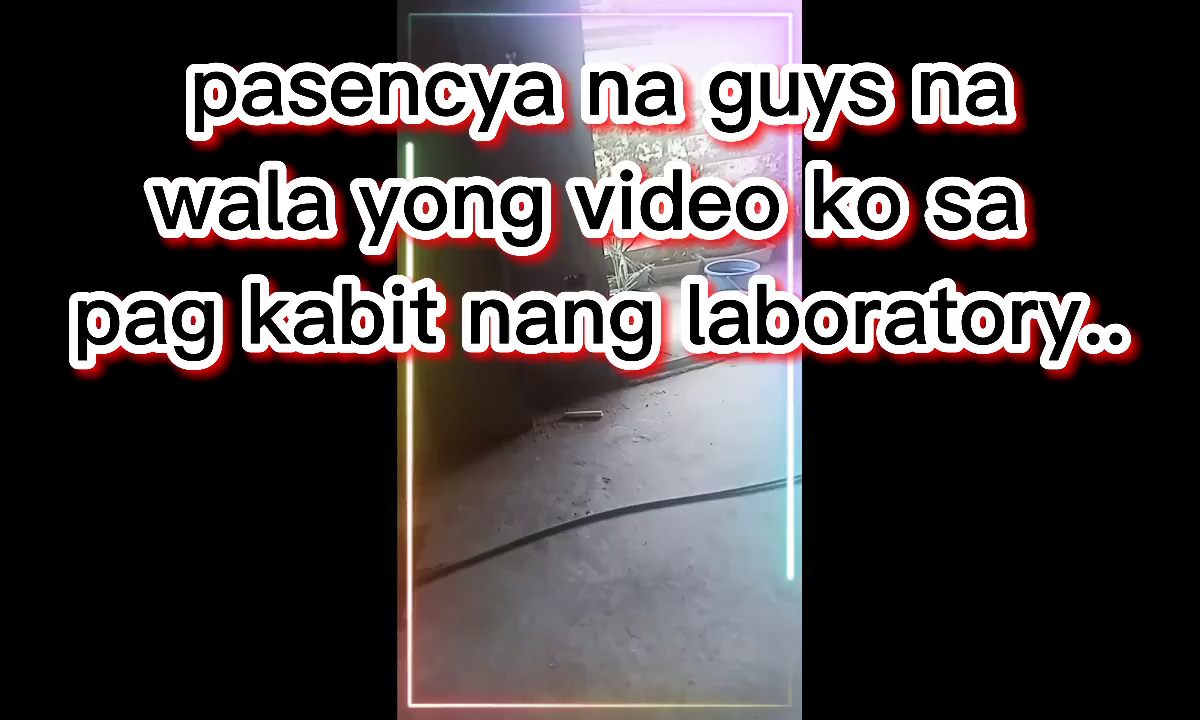 pasencya na guys na
wala yong video ko sa
pag kabit nang laboratory..